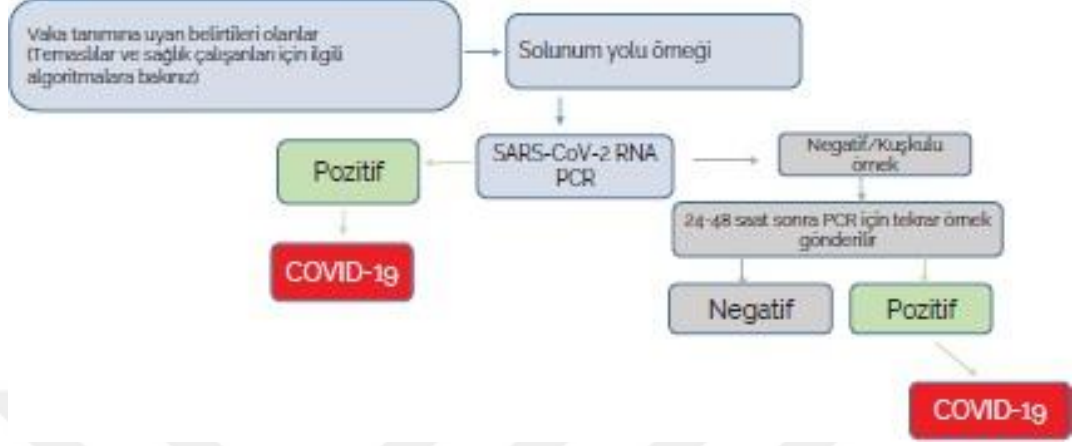 Vaka tanımına uyan belirtileri olanlar
(Temaslılar ve sağlık çalışanları için ilgili
algoritmalara bakınız)
Solunum yolu örneği
SARS-CoV-2 RNA
PCR
Pozitif
COVID-19
Negatif/Kuşkulu
örnek
24-48 saat sonra PCR için tekrar örnek
gönderilir
Negatif
Pozitif
COVID-19